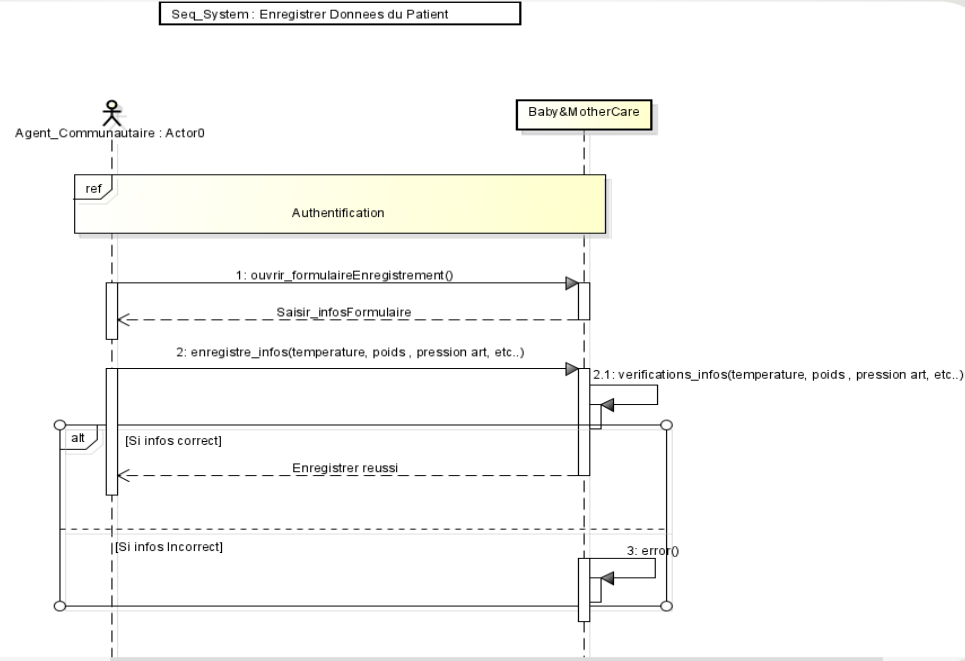 Seq_System : Enregistrer Donnees du Patient
Agent_Communautaire : Actor0
Baby&MotherCare
ref
Authentification
1: ouvrir_formulaireEnregistrement()
Saisir_infosFormulaire
2: enregistre_infos(temperature, poids , pression art, etc..)
2.1: verifications_infos(temperature, poids , pression art, etc..)
alt
[Si infos correct]
Enregistrer reussi
[Si infos Incorrect]
3: error()